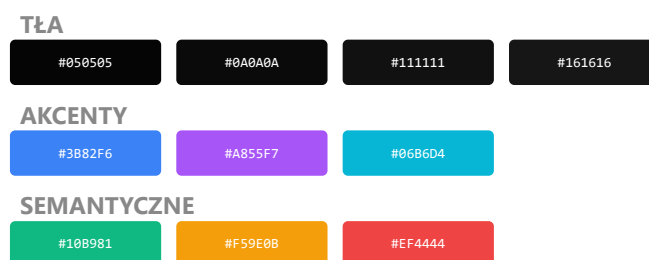 TŁA
#050505 #0A0A0A #111111 #161616
AKCENTY
#3B82F6 #A855F7 #06B6D4
SEMANTYCZNE
#10B981 #F59E0B #EF4444